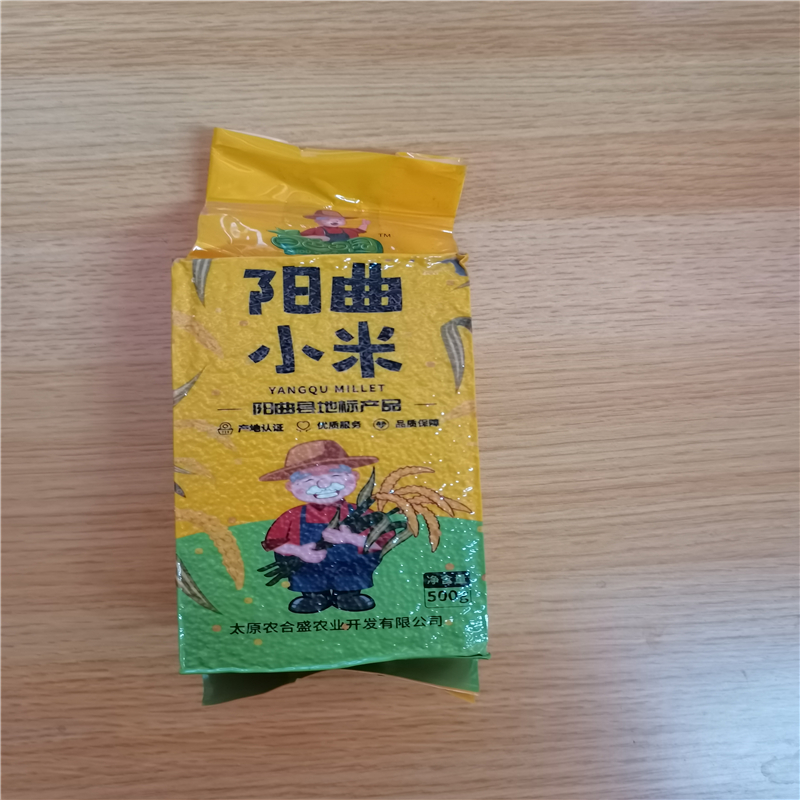 TM
阳曲
小米
YANGQU MILLET
阳曲县地标产品
产地认证 优质服务 品质保障
净含量
500g
太原农合盛农业开发有限公司